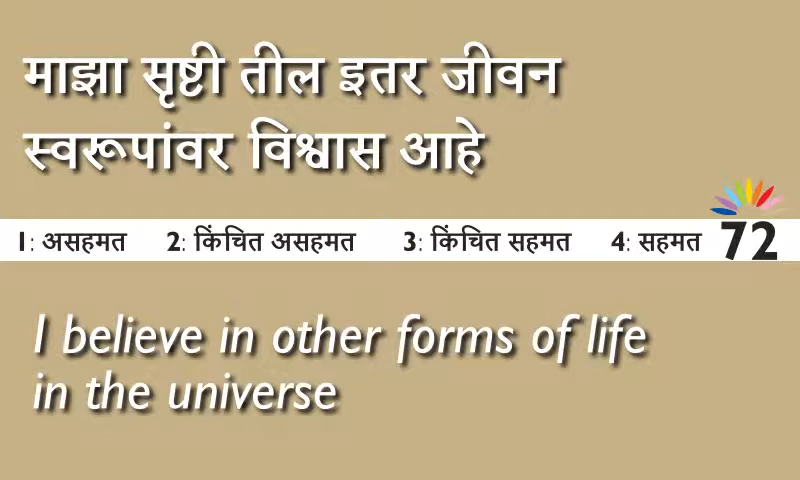 माझा सृष्टी तील इतर जीवन
स्वरूपांवर विश्वास आहे
1: असहमत 2: किंचित असहमत 3: किंचित सहमत 4: सहमत 72
I believe in other forms of life
in the universe